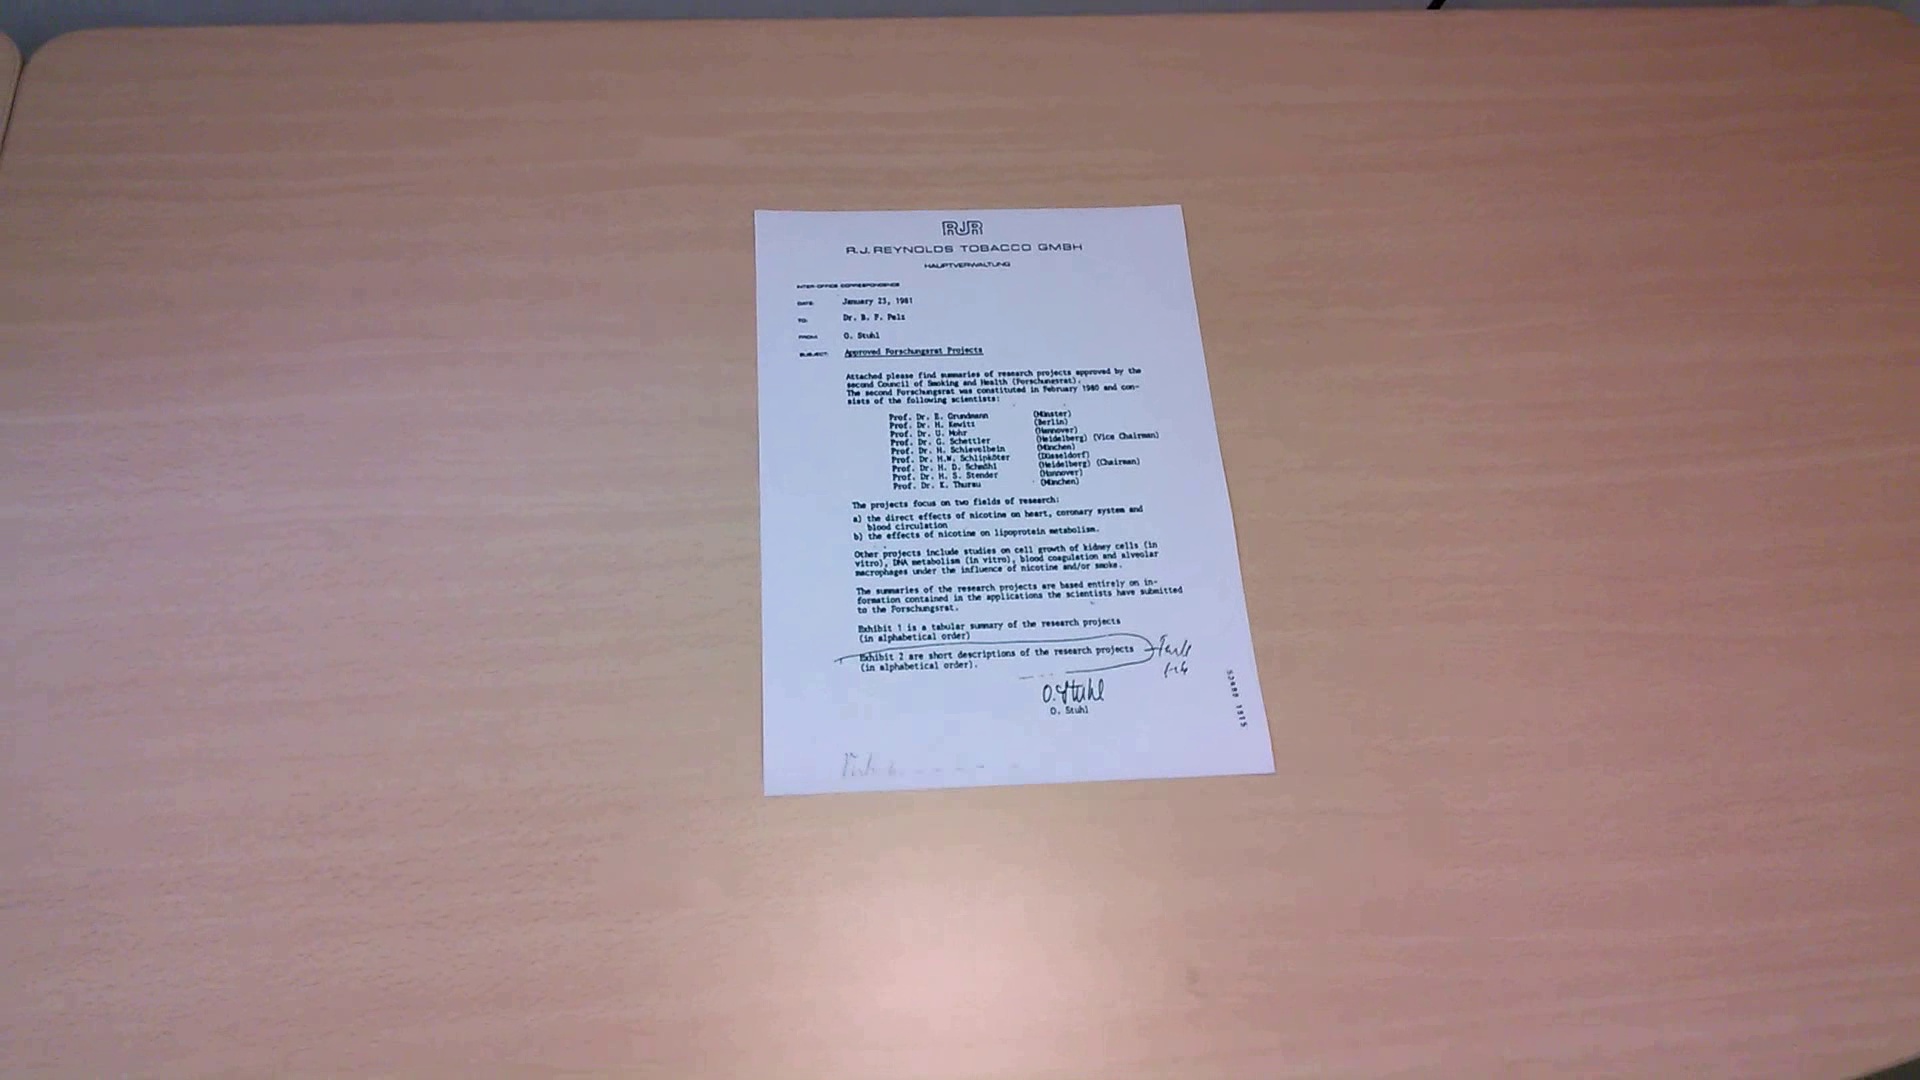 RJR
R.J. REYNOLDS TOBACCO GMBH
HAUPTVERWALTUNG
INTER-OFFICE CORRESPONDENCE
DATE: January 23, 1981
TO: Dr. B. F. Pelz
FROM: O. Stuhl
SUBJECT: Approved Forschungsrat Projects
Attached please find summaries of research projects approved by the
second Council of Smoking and Health (Forschungsrat).
The second Forschungsrat was constituted in February 1980 and con-
sists of the following scientists:
Prof. Dr. E. Grundmann (Münster)
Prof. Dr. H. Kewitz (Berlin)
Prof. Dr. U. Mohr (Hannover)
Prof. Dr. G. Schettler (Heidelberg) (Vice Chairman)
Prof. Dr. H. Schievelbein (München)
Prof. Dr. H.W. Schlipköter (Düsseldorf)
Prof. Dr. H. D. Schmähl (Heidelberg) (Chairman)
Prof. Dr. H. S. Stender (Hannover)
Prof. Dr. K. Thurau (München)
The projects focus on two fields of research:
a) the direct effects of nicotine on heart, coronary system and
blood circulation
b) the effects of nicotine on lipoprotein metabolism.
Other projects include studies on cell growth of kidney cells (in
vitro), DNA metabolism (in vitro), blood coagulation and alveolar
macrophages under the influence of nicotine and/or smoke.
The summaries of the research projects are based entirely on in-
formation contained in the applications the scientists have submitted
to the Forschungsrat.
Exhibit 1 is a tabular summary of the research projects
(in alphabetical order)
Exhibit 2 are short descriptions of the research projects
(in alphabetical order).
O. Stuhl
O. Stuhl